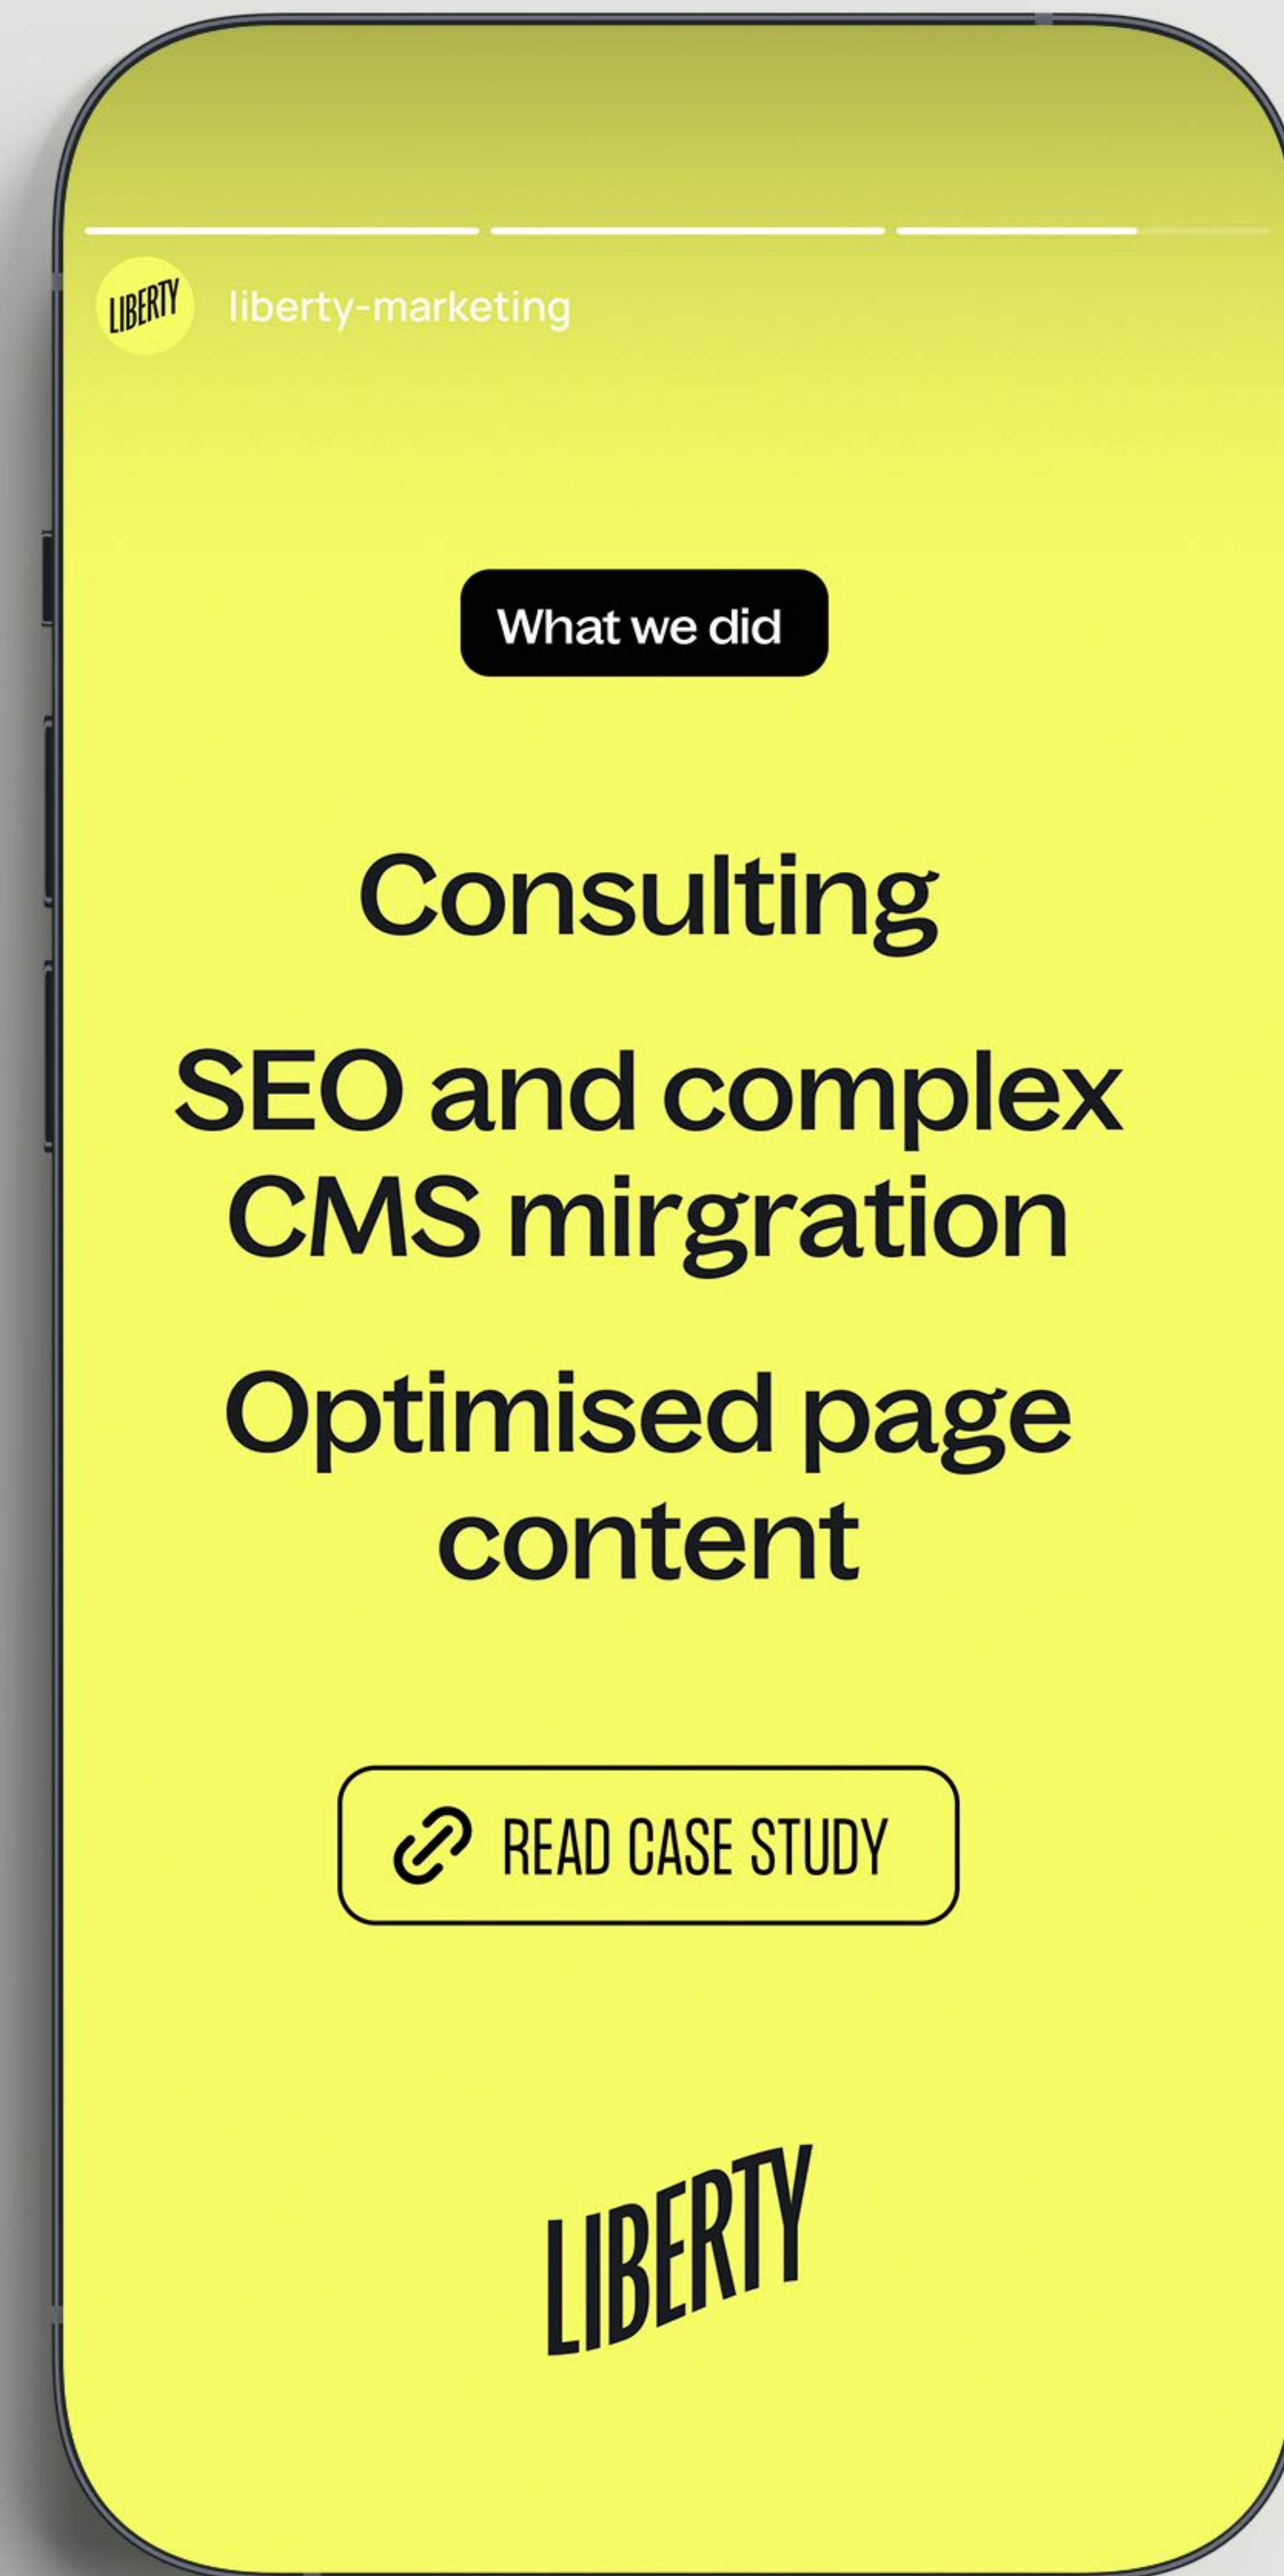 LIBERTY
liberty-marketing
What we did
Consulting
SEO and complex
CMS mirgration
Optimised page
content
READ CASE STUDY
LIBERTY